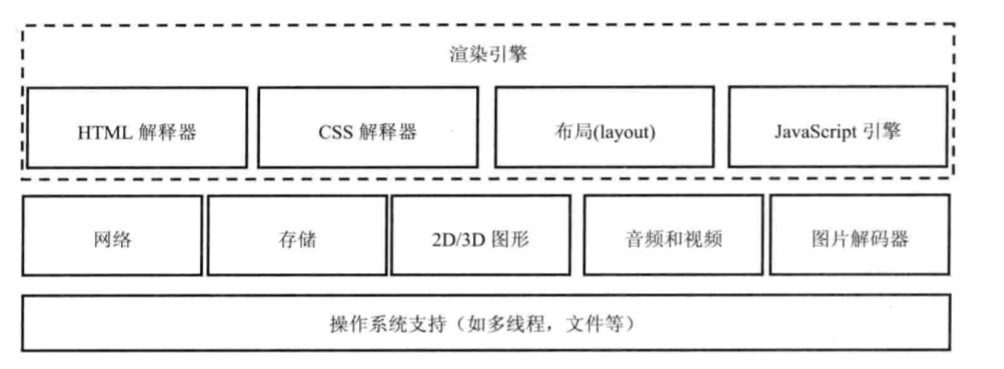 渲染引擎
HTML 解释器
CSS 解释器
布局(layout)
JavaScript 引擎
网络
存储
2D/3D 图形
音频和视频
图片解码器
操作系统支持（如多线程，文件等）